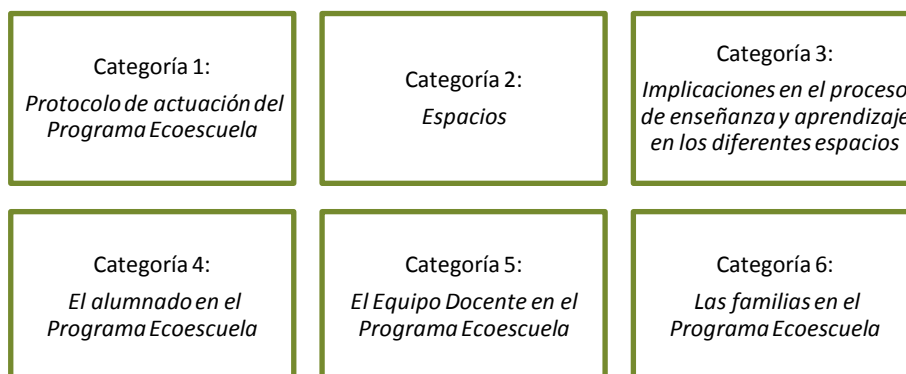 Categoría 1:
Protocolo de actuación del
Programa Ecoescuela
Categoría 2:
Espacios
Categoría 3:
Implicaciones en el proceso
de enseñanza y aprendizaje
en los diferentes espacios
Categoría 4:
El alumnado en el
Programa Ecoescuela
Categoría 5:
El Equipo Docente en el
Programa Ecoescuela
Categoría 6:
Las familias en el
Programa Ecoescuela